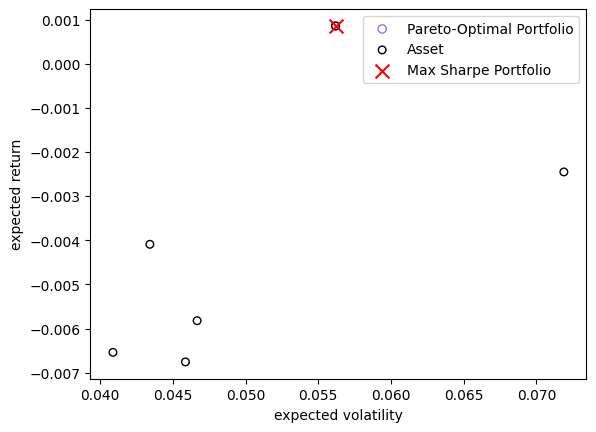 0.001
0.000
−0.001
−0.002
−0.003
−0.004
−0.005
−0.006
−0.007
expected return
Pareto-Optimal Portfolio
Asset
Max Sharpe Portfolio
0.040 0.045 0.050 0.055 0.060 0.065 0.070
expected volatility